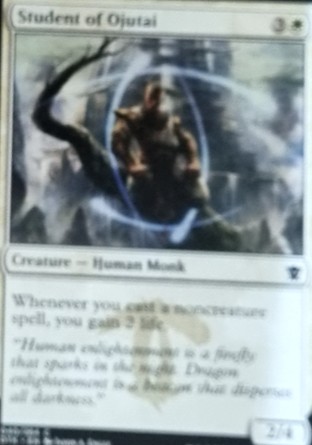 Student of Ojutai 3
Creature — Human Monk
Whenever you cast a noncreature
spell, you gain 2 life.
"Human enlightenment is a firefly
that sparks in the night. Dragon
enlightenment is a beacon that disperses
all darkness."
2/4